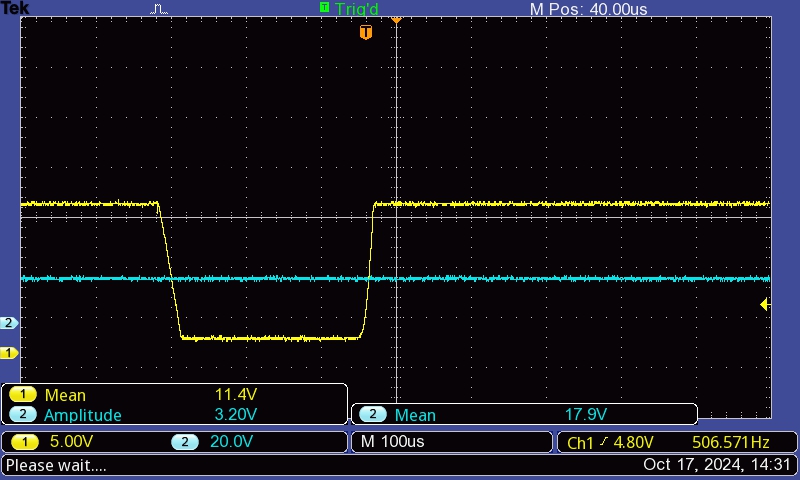 Tek T Trig'd M Pos: 40.00us
T
2
1
1 Mean 11.4V
2 Amplitude 3.20V 2 Mean 17.9V
1 5.00V 2 20.0V M 100us Ch1 4.80V 506.571Hz
Please wait.... Oct 17, 2024, 14:31